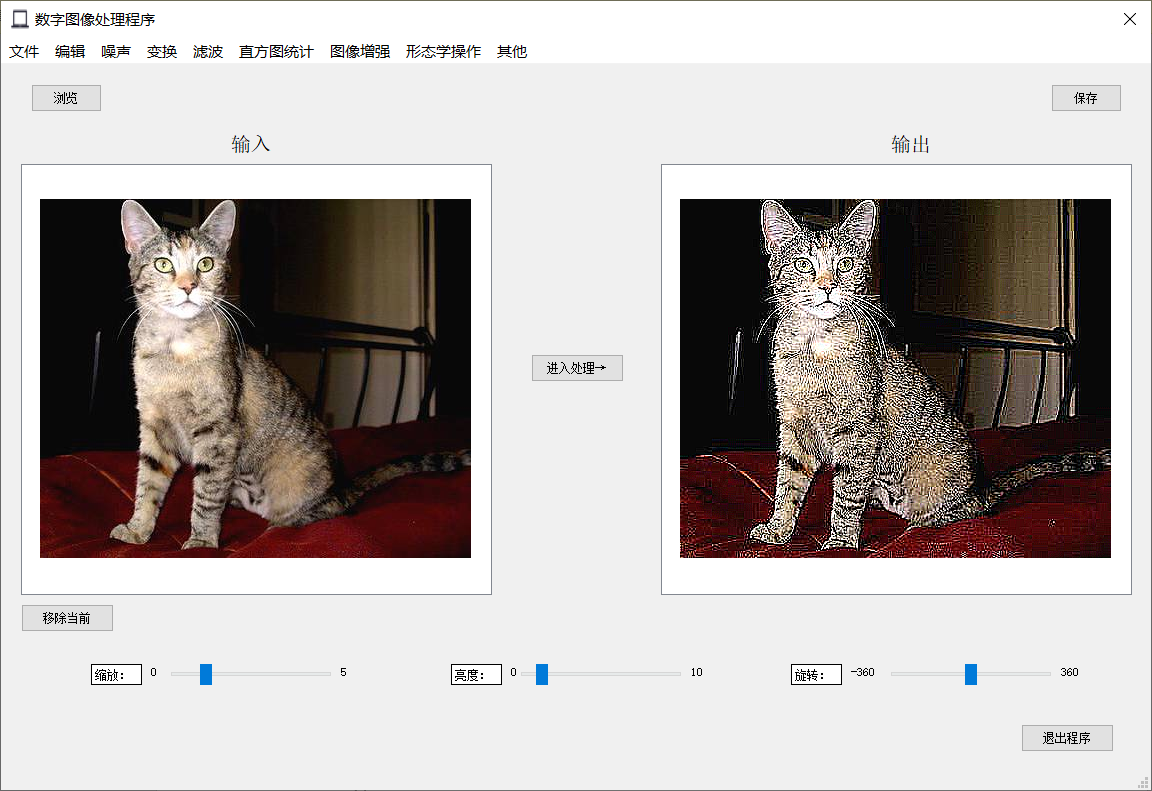 数字图像处理程序
文件 编辑 噪声 变换 滤波 直方图统计 图像增强 形态学操作 其他
浏览 保存
输入 输出
进入处理→
移除当前
缩放: 0 5 亮度: 0 10 旋转: -360 360
退出程序